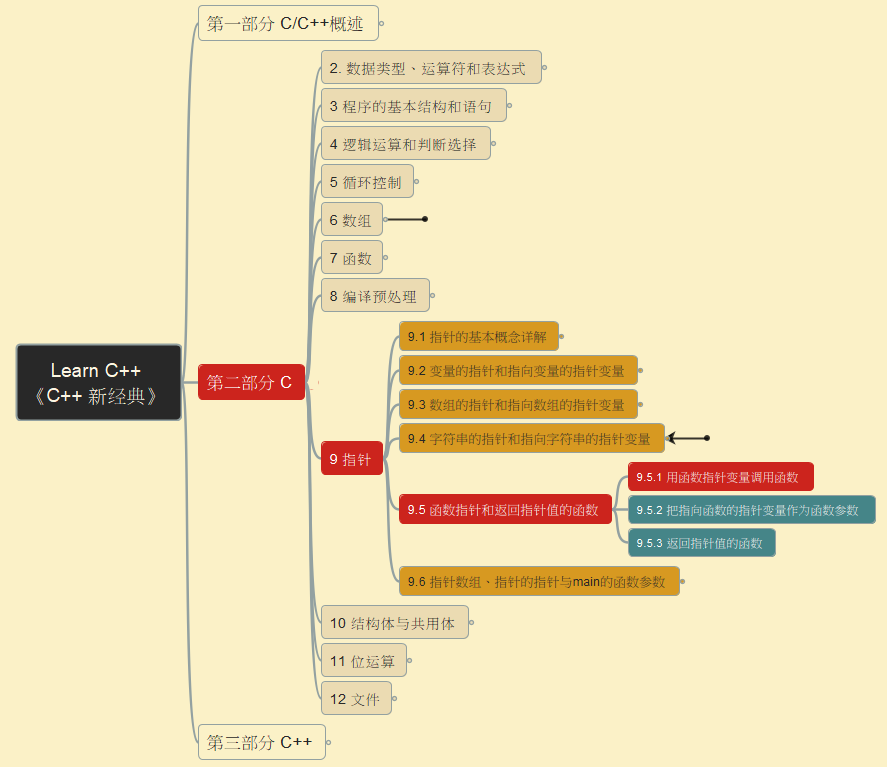 第一部分 C/C++概述
2. 数据类型、运算符和表达式
3 程序的基本结构和语句
4 逻辑运算和判断选择
5 循环控制
6 数组
7 函数
8 编译预处理
9.1 指针的基本概念详解
9.2 变量的指针和指向变量的指针变量
9.3 数组的指针和指向数组的指针变量
Learn C++
《C++ 新经典》
第二部分 C
9 指针
9.4 字符串的指针和指向字符串的指针变量
9.5 函数指针和返回指针值的函数
9.5.1 用函数指针变量调用函数
9.5.2 把指向函数的指针变量作为函数参数
9.5.3 返回指针值的函数
9.6 指针数组、指针的指针与main的函数参数
10 结构体与共用体
11 位运算
12 文件
第三部分 C++